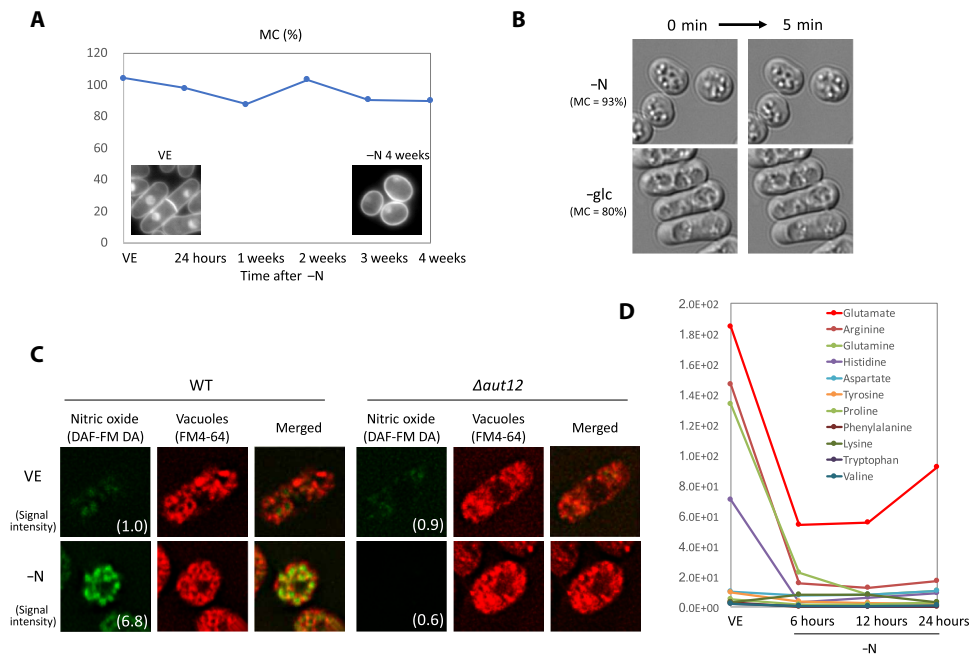 A
MC (%)
120
100
80
60
40
20
0
VE
–N 4 weeks
VE
24 hours
1 weeks
2 weeks
3 weeks
4 weeks
Time after –N
B
0 min
5 min
–N
(MC = 93%)
–glc
(MC = 80%)
C
WT
Δaut12
Nitric oxide
(DAF-FM DA)
Vacuoles
(FM4-64)
Merged
Nitric oxide
(DAF-FM DA)
Vacuoles
(FM4-64)
Merged
VE
(Signal
intensity)
(1.0)
(0.9)
–N
(Signal
intensity)
(6.8)
(0.6)
D
2.0E+02
1.8E+02
1.6E+02
1.4E+02
1.2E+02
1.0E+02
8.0E+01
6.0E+01
4.0E+01
2.0E+01
0.0E+00
Glutamate
Arginine
Glutamine
Histidine
Aspartate
Tyrosine
Proline
Phenylalanine
Lysine
Tryptophan
Valine
VE
6 hours
12 hours
24 hours
–N